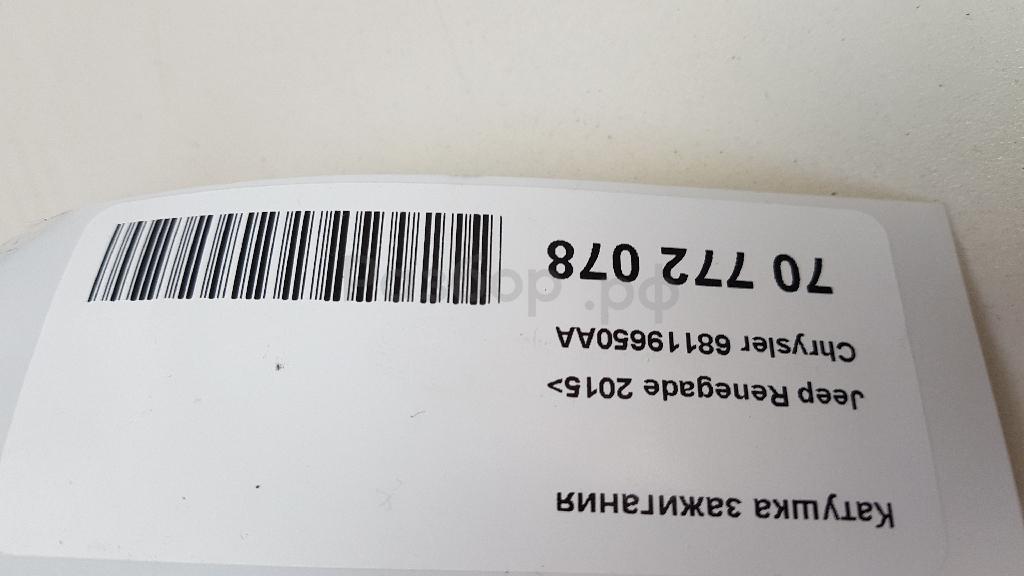 Катушка зажигания
Jeep Renegade 2015>
Chrysler 68119650AA
70 772 078